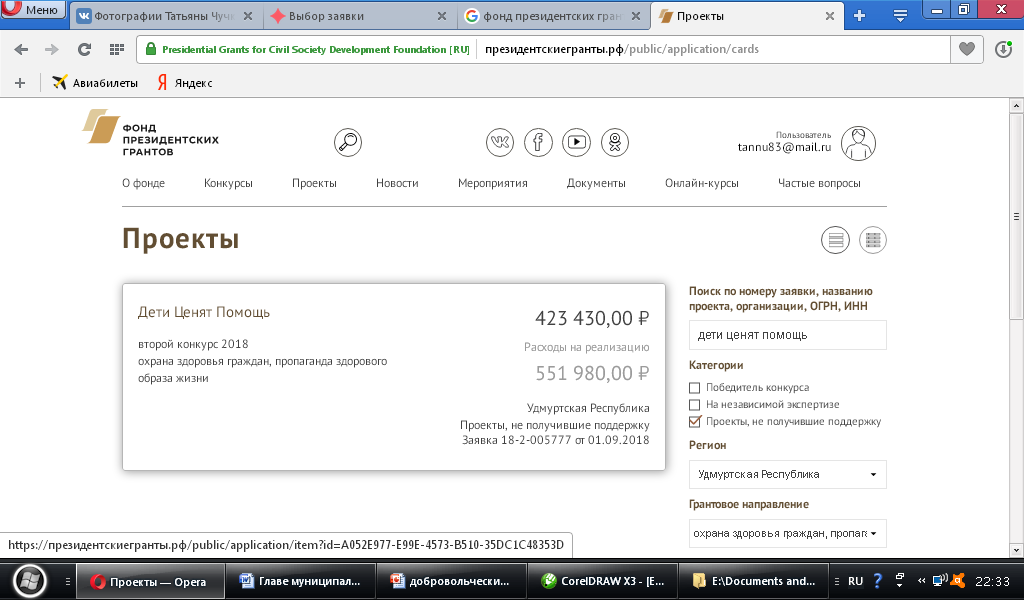 Меню
Фотографии Татьяны Чучк
Выбор заявки
фонд президентских гран
Проекты
Presidential Grants for Civil Society Development Foundation [RU]
президентскиегранты.рф/public/application/cards
Авиабилеты
Яндекс
ФОНД
ПРЕЗИДЕНТСКИХ
ГРАНТОВ
Пользователь
tannu83@mail.ru
О фонде
Конкурсы
Проекты
Новости
Мероприятия
Документы
Онлайн-курсы
Частые вопросы
Проекты
Дети Ценят Помощь
423 430,00 ₽
второй конкурс 2018
охрана здоровья граждан, пропаганда здорового
образа жизни
Расходы на реализацию
551 980,00 ₽
Удмуртская Республика
Проекты, не получившие поддержку
Заявка 18-2-005777 от 01.09.2018
Поиск по номеру заявки, названию
проекта, организации, ОГРН, ИНН
дети ценят помощь
Категории
Победитель конкурса
На независимой экспертизе
Проекты, не получившие поддержку
Регион
Удмуртская Республика
Грантовое направление
охрана здоровья граждан, пропага
https://президентскиегранты.рф/public/application/item?id=A052E977-E99E-4573-B510-35DC1C48353D
Проекты — Opera
Главе муниципал...
добровольчески...
CorelDRAW X3 - [E...
E:\Documents and...
RU
22:33